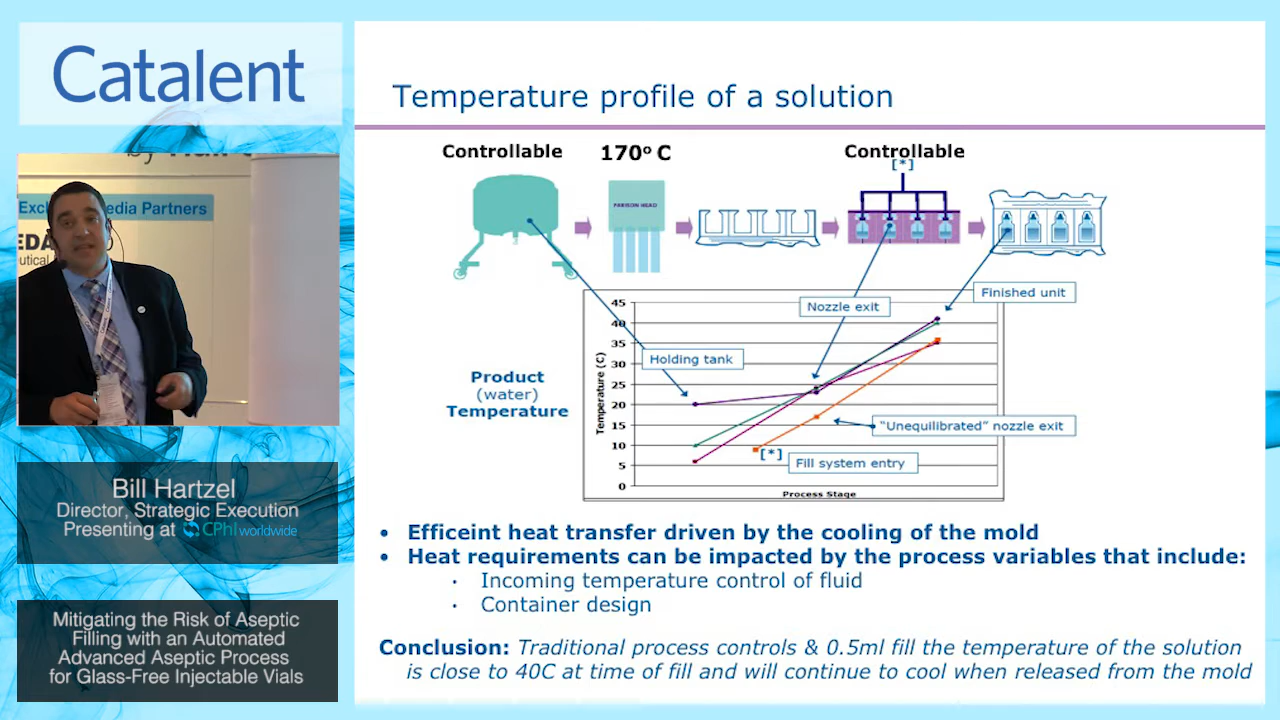 Catalent
Exclu
edia Partners
EDA
utical
Bill Hartzel
Director, Strategic Execution
Presenting at CPhI worldwide
Mitigating the Risk of Aseptic
Filling with an Automated
Advanced Aseptic Process
for Glass-Free Injectable Vials
Temperature profile of a solution
Controllable
170° C
Controllable
[*]
PARISON HEAD
Finished unit
Nozzle exit
Holding tank
Product
(water)
Temperature
Temperature (C)
45
40
35
30
25
20
15
10
5
0
"Unequilibrated" nozzle exit
[*]
Fill system entry
Process Stage
• Efficeint heat transfer driven by the cooling of the mold
• Heat requirements can be impacted by the process variables that include:
· Incoming temperature control of fluid
· Container design
Conclusion: Traditional process controls & 0.5ml fill the temperature of the solution
is close to 40C at time of fill and will continue to cool when released from the mold